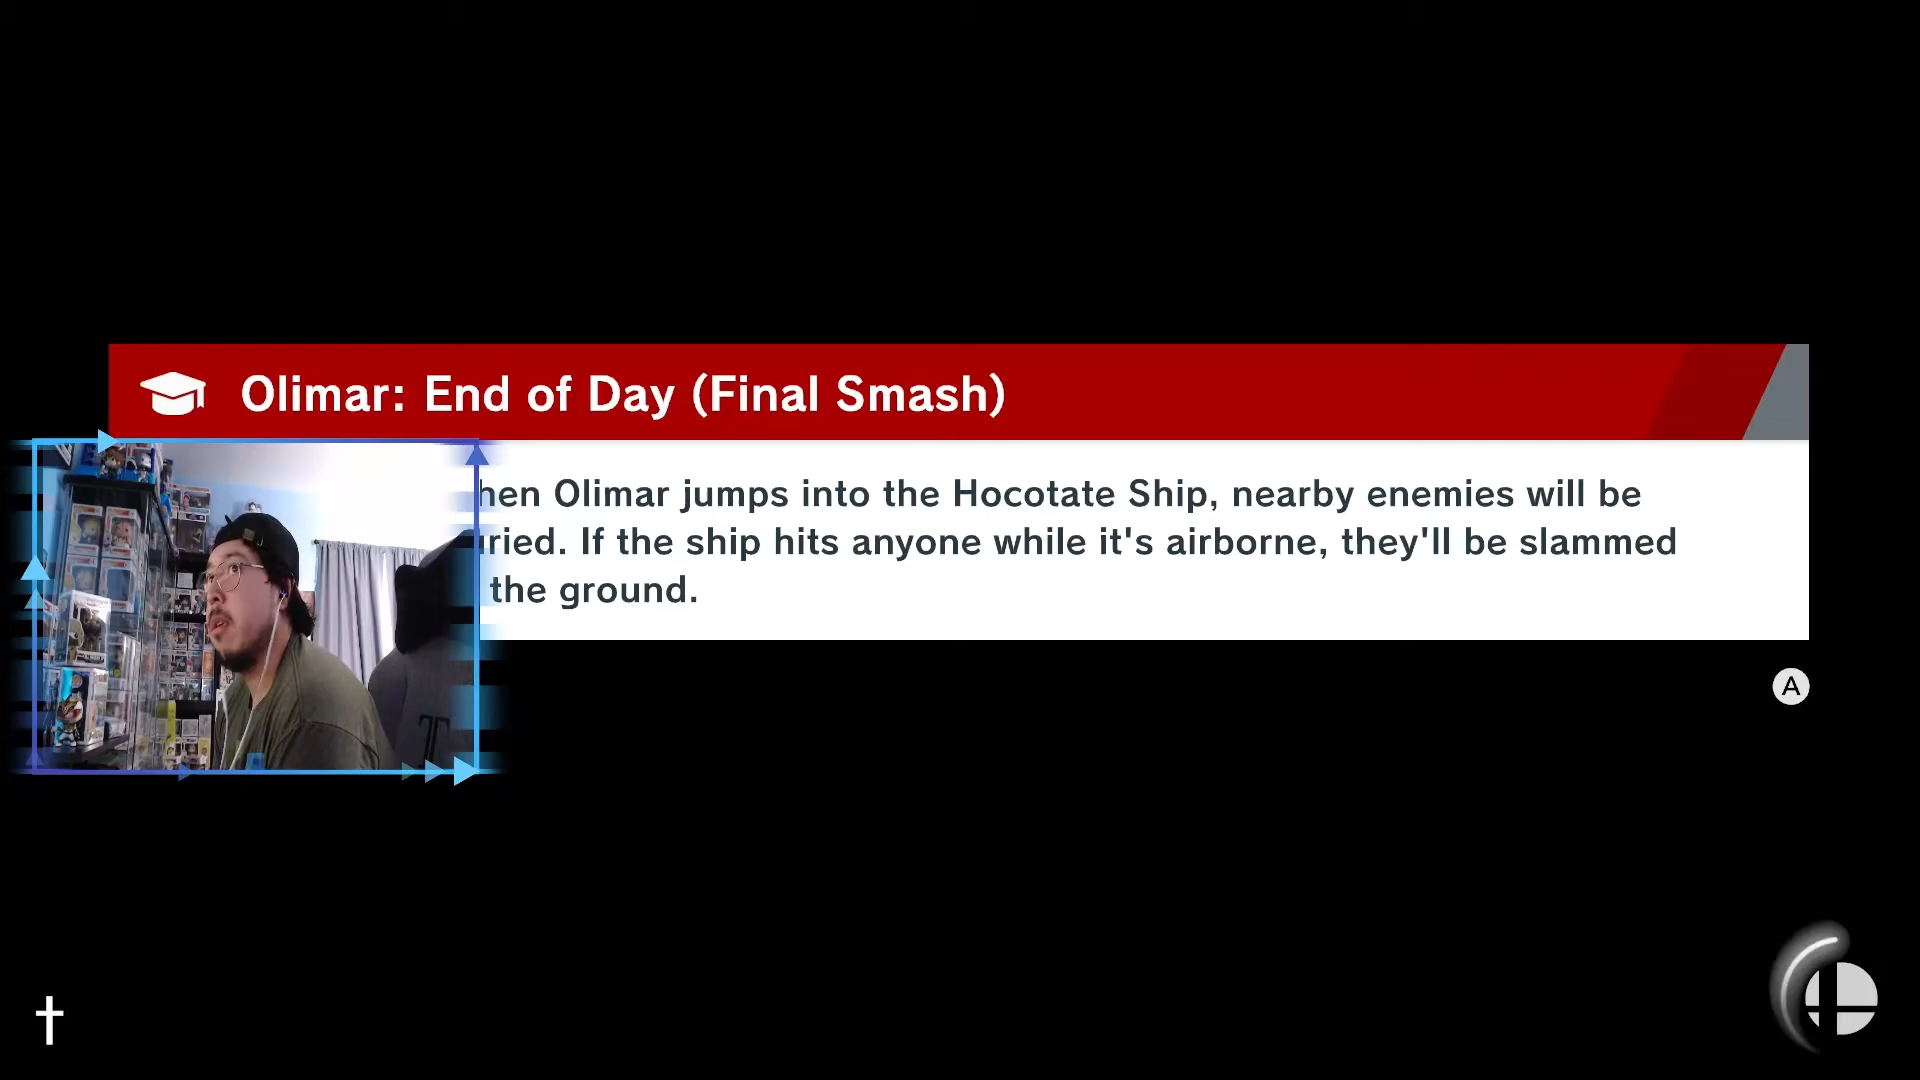 Olimar: End of Day (Final Smash)
hen Olimar jumps into the Hocotate Ship, nearby enemies will be
ried. If the ship hits anyone while it's airborne, they'll be slammed
the ground.
A